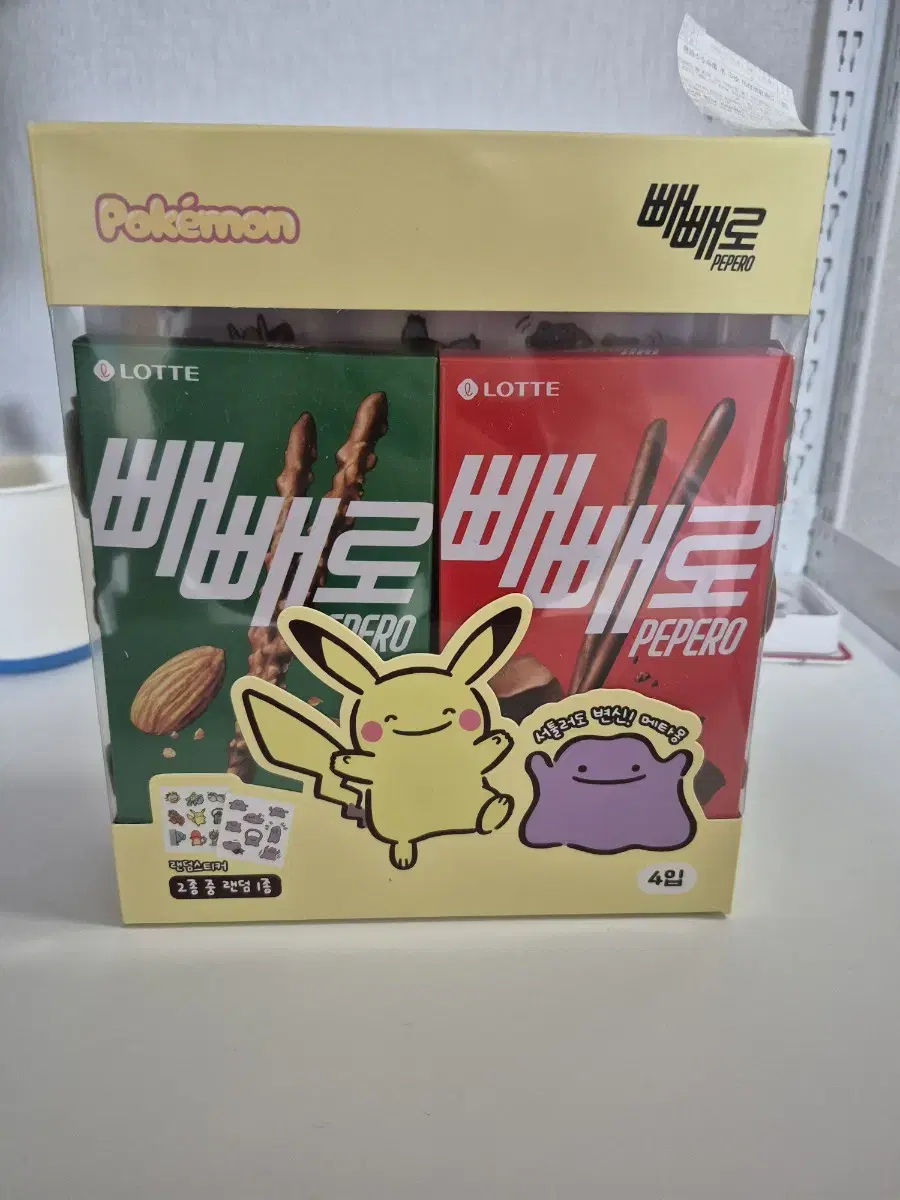 Pokémon
빼빼로
PEPERO
LOTTE
빼빼로
PEPERO
LOTTE
빼빼로
PEPERO
서툴러도 변신! 메타몽
랜덤스티커
2종 중 랜덤 1종
4입